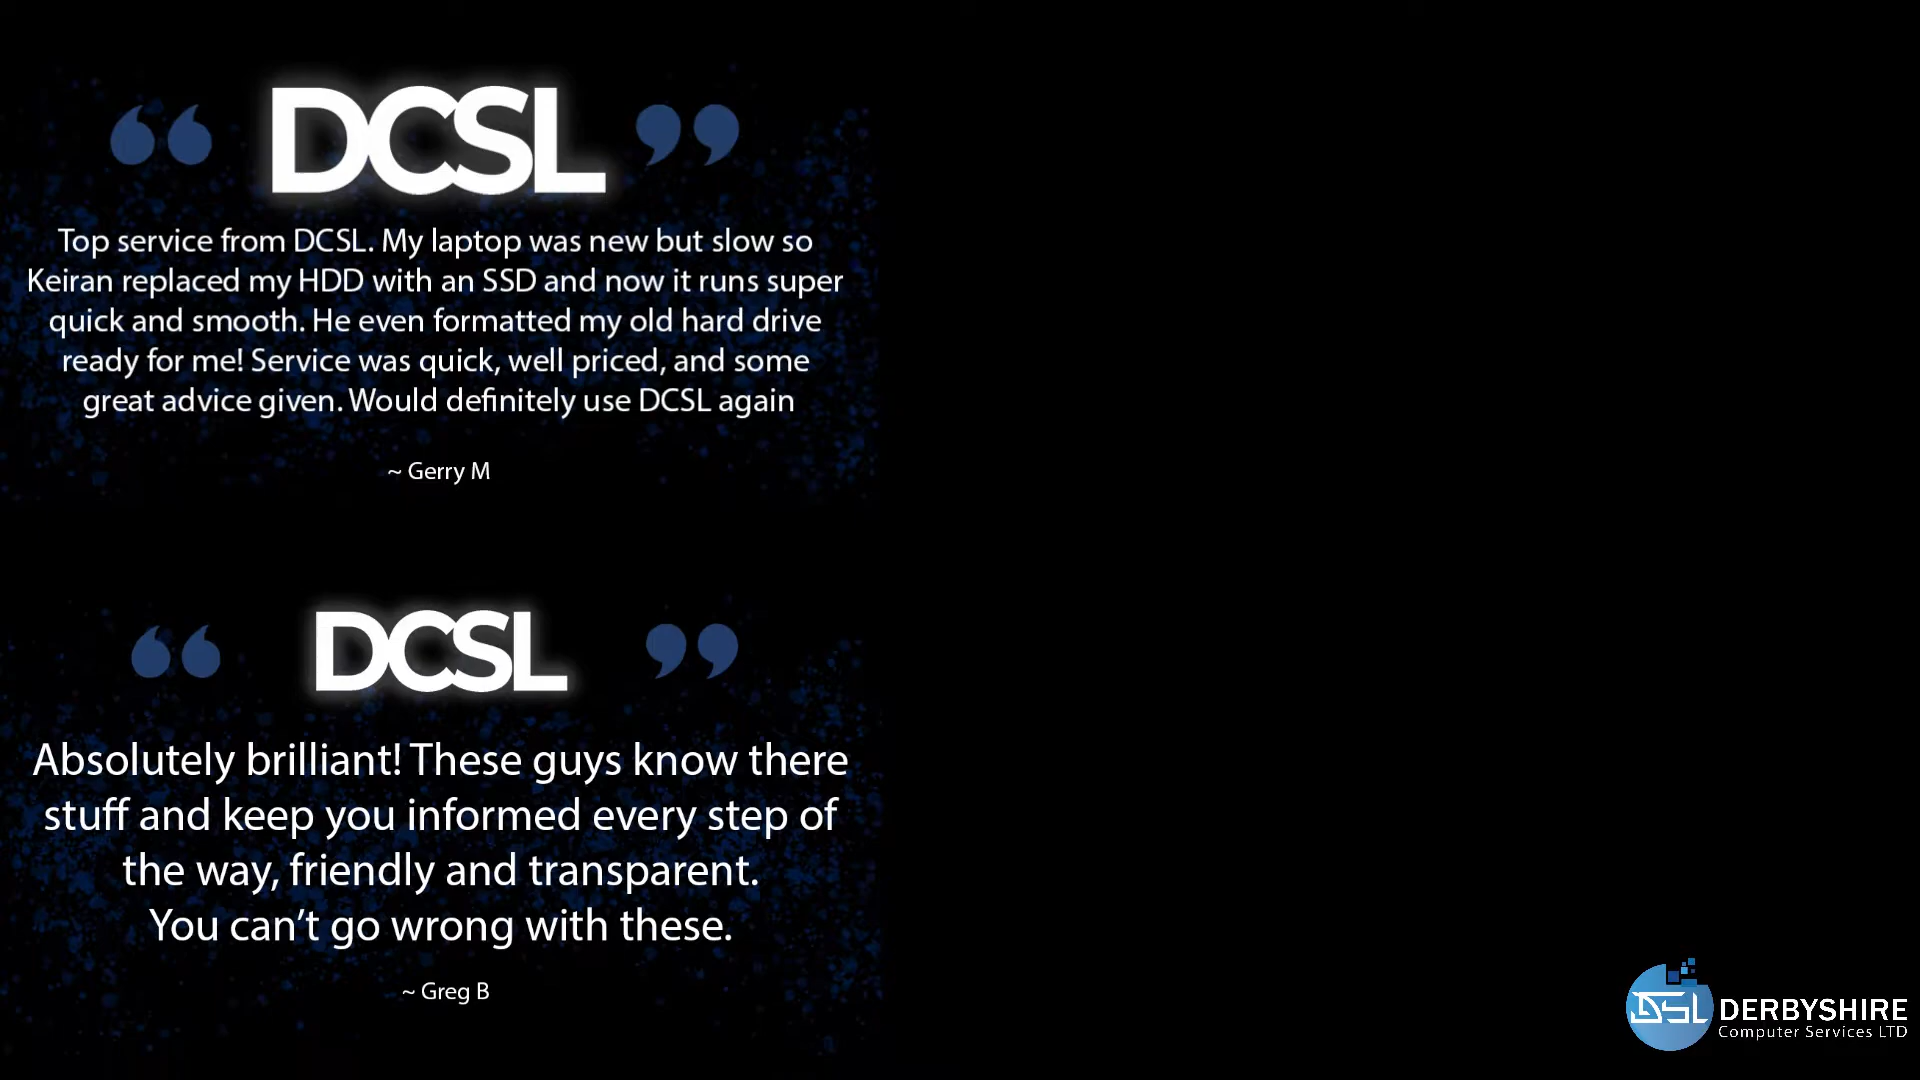 “ DCSL ”
Top service from DCSL. My laptop was new but slow so
Keiran replaced my HDD with an SSD and now it runs super
quick and smooth. He even formatted my old hard drive
ready for me! Service was quick, well priced, and some
great advice given. Would definitely use DCSL again
~ Gerry M
“ DCSL ”
Absolutely brilliant! These guys know there
stuff and keep you informed every step of
the way, friendly and transparent.
You can’t go wrong with these.
~ Greg B
DSL DERBYSHIRE
Computer Services LTD